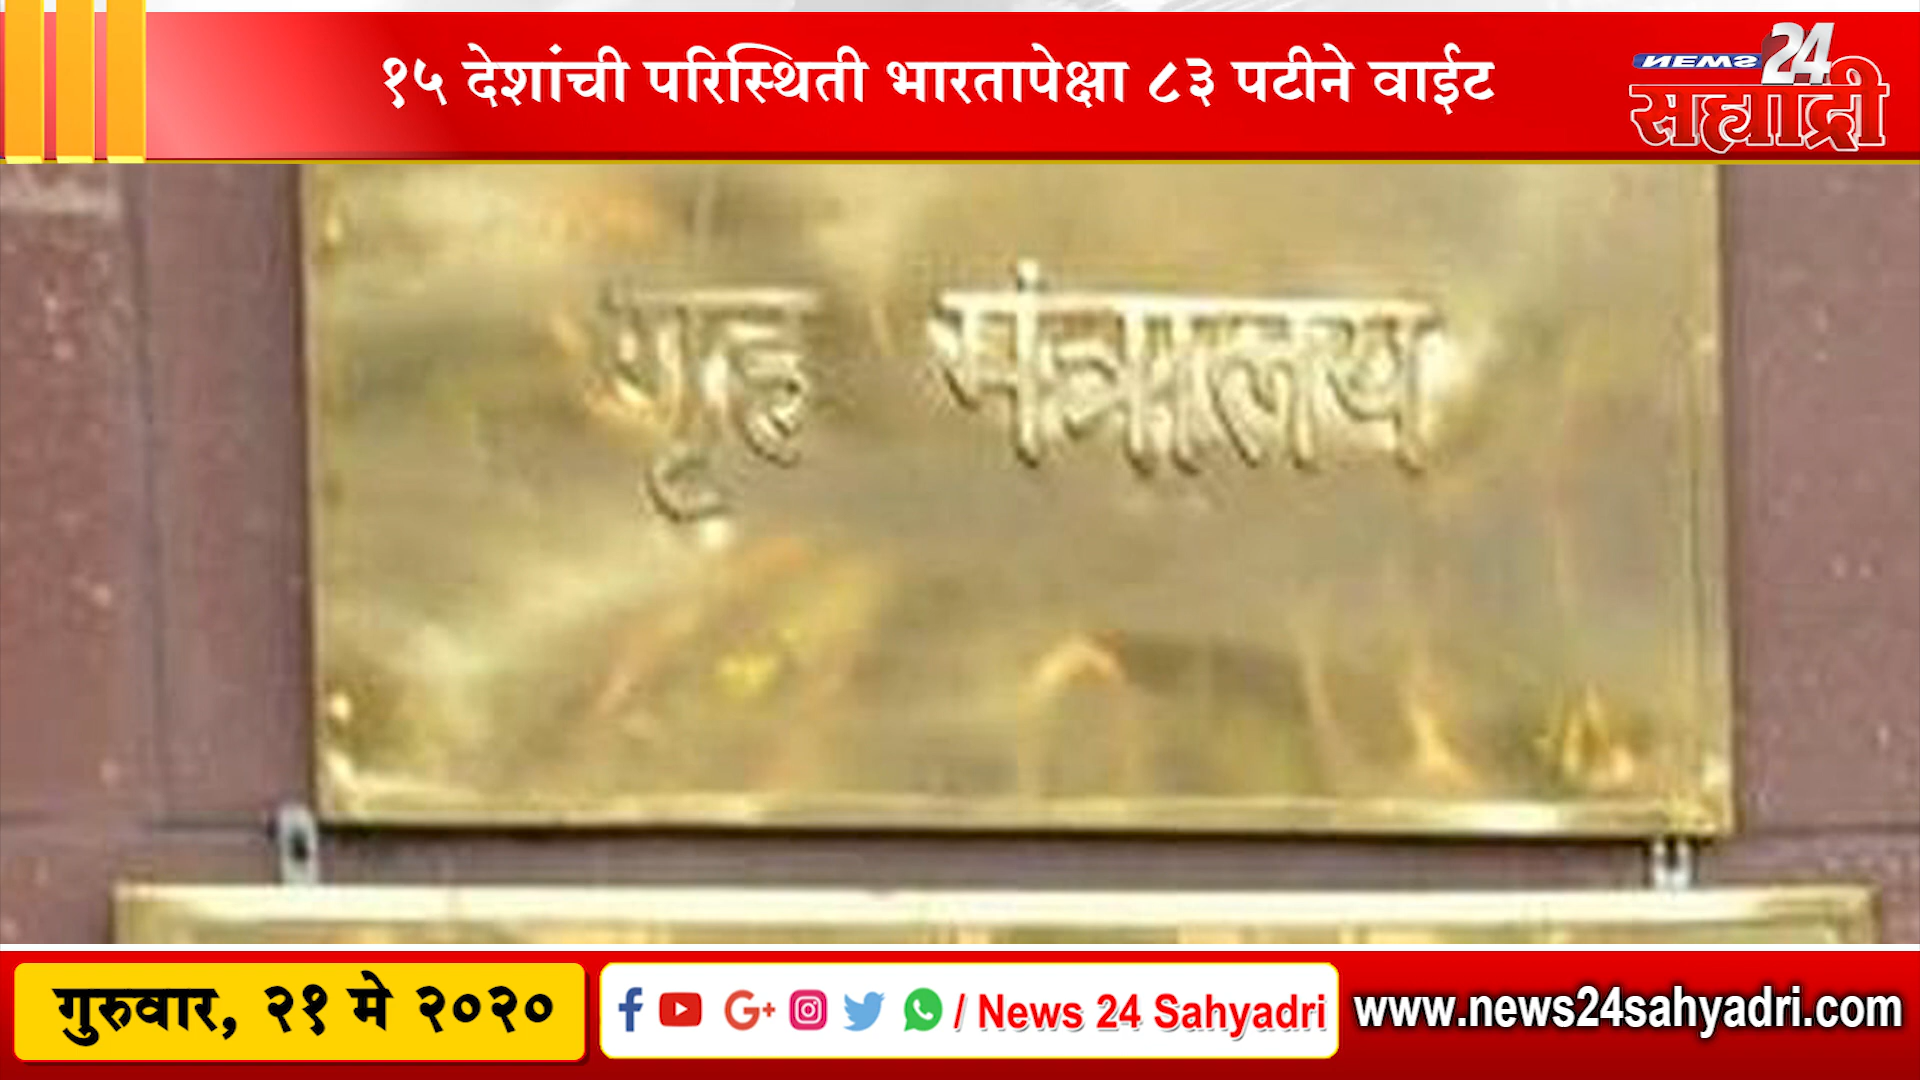 १५ देशांची परिस्थिती भारतापेक्षा ८३ पटीने वाईट
NEWS 24
सह्याद्री
गृह मंत्रालय
गुरुवार, २१ मे २०२०
/ News 24 Sahyadri
www.news24sahyadri.com